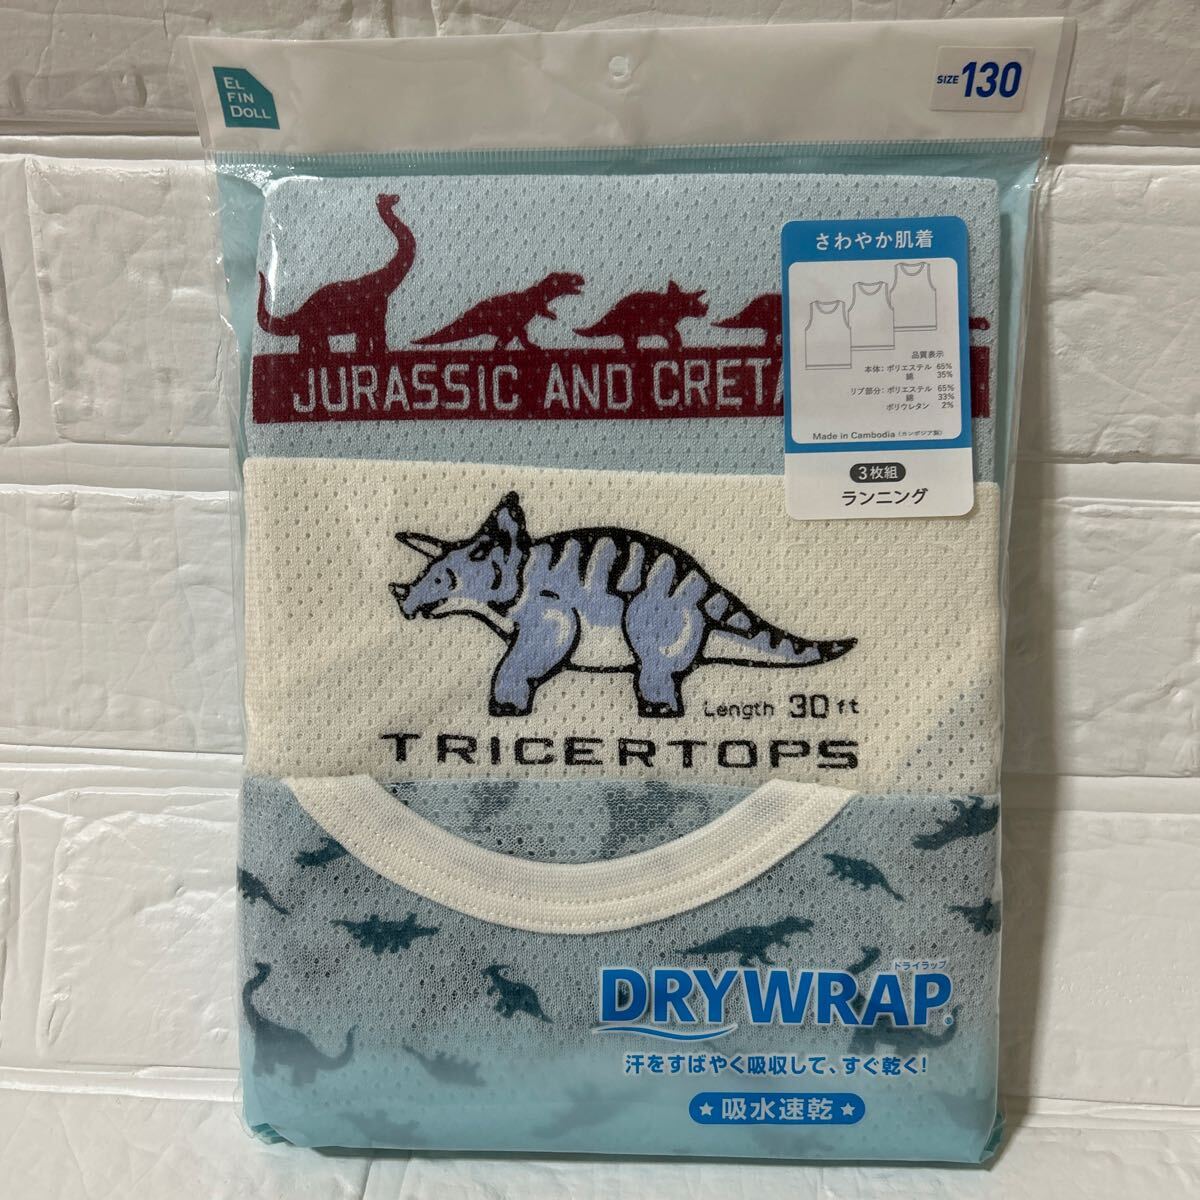 EL
FIN
DOLL
SIZE 130
JURASSIC AND CRETA
さわやか肌着
品質表示
本体：ポリエステル 65%
綿 35%
リブ部分：ポリエステル 65%
綿 33%
ポリウレタン 2%
Made in Cambodia（カンボジア製）
3枚組
ランニング
Length 30 ft
TRICERTOPS
ドライラップ
DRYWRAP®
汗をすばやく吸収して、すぐ乾く!
★ 吸水速乾 ★